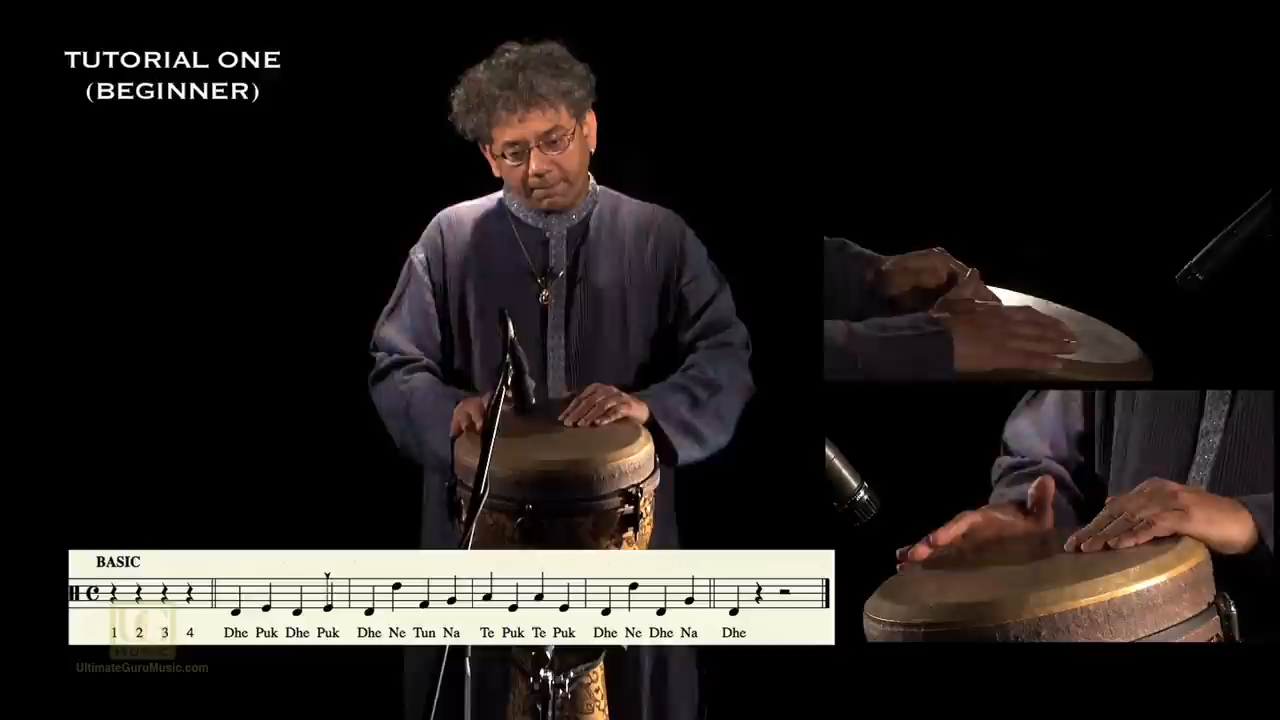 TUTORIAL ONE
(BEGINNER)
BASIC
1 2 3 4 Dhe Puk Dhe Puk Dhe Ne Tun Na Te Puk Te Puk Dhe Ne Dhe Na Dhe
MUSIC
UltimateGuruMusic.com